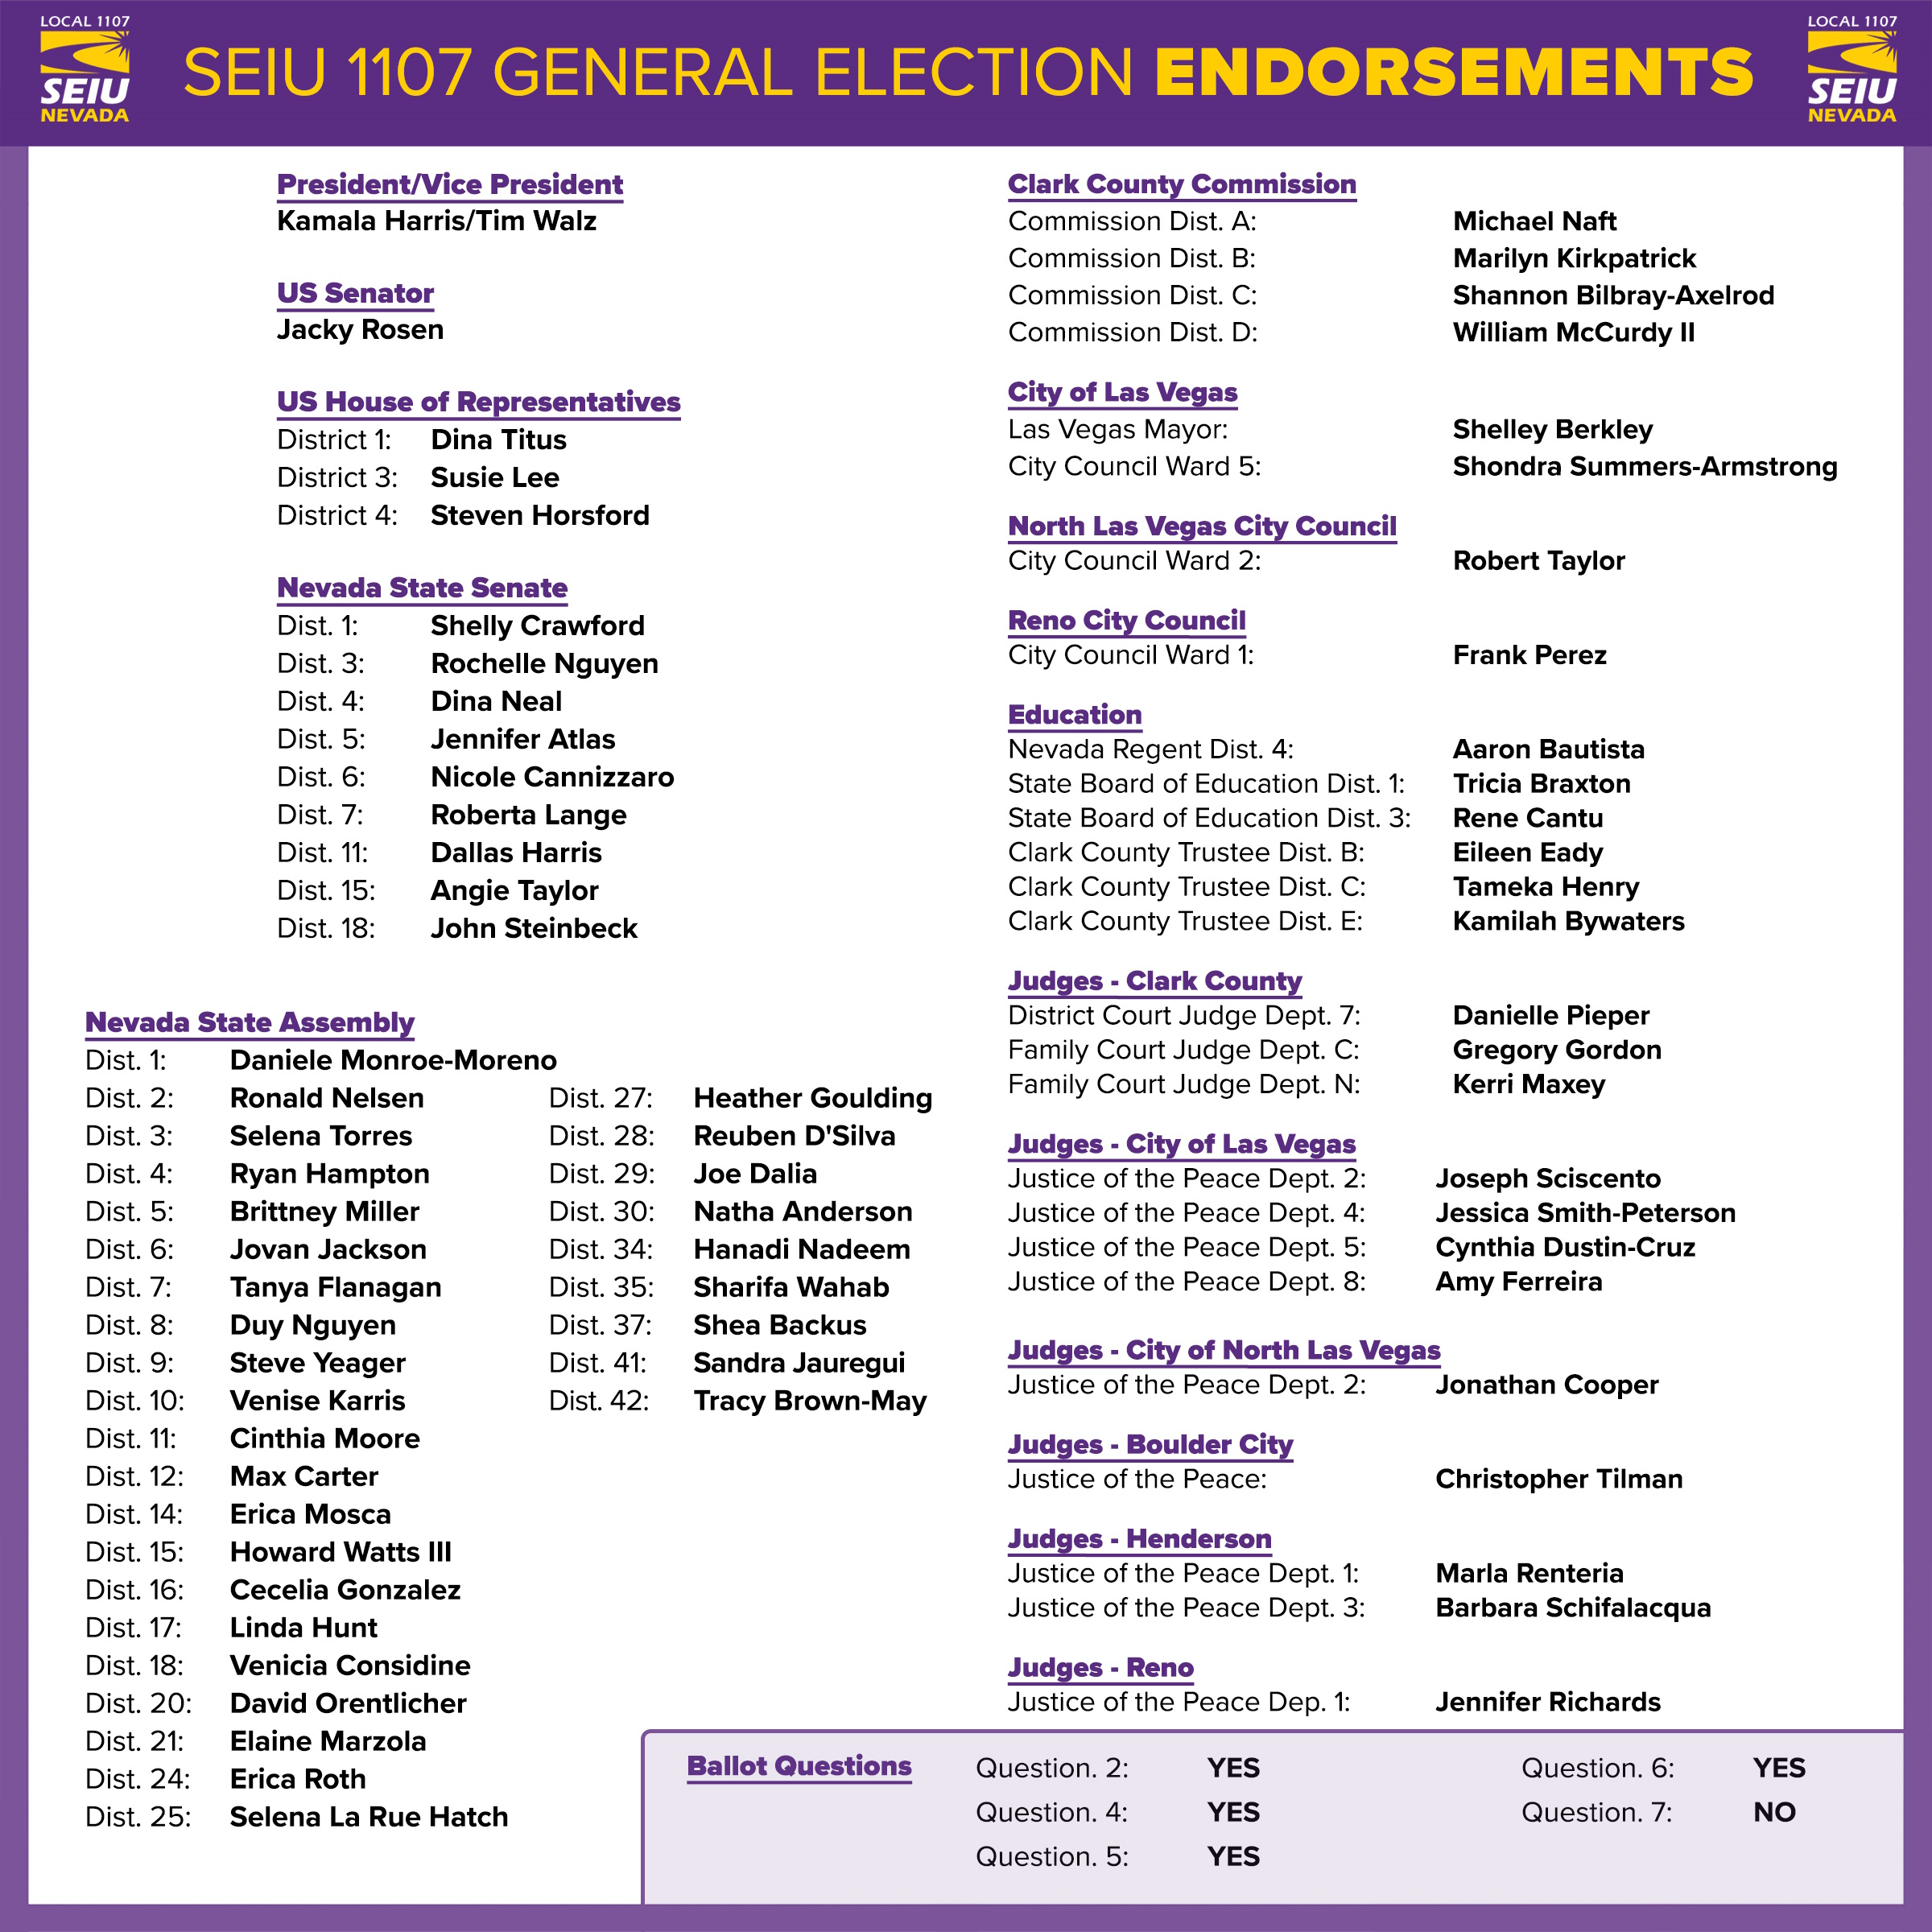 LOCAL 1107
SEIU
NEVADA
SEIU 1107 GENERAL ELECTION ENDORSEMENTS
LOCAL 1107
SEIU
NEVADA
President/Vice President
Kamala Harris/Tim Walz
US Senator
Jacky Rosen
US House of Representatives
District 1: Dina Titus
District 3: Susie Lee
District 4: Steven Horsford
Nevada State Senate
Dist. 1: Shelly Crawford
Dist. 3: Rochelle Nguyen
Dist. 4: Dina Neal
Dist. 5: Jennifer Atlas
Dist. 6: Nicole Cannizzaro
Dist. 7: Roberta Lange
Dist. 11: Dallas Harris
Dist. 15: Angie Taylor
Dist. 18: John Steinbeck
Nevada State Assembly
Dist. 1: Daniele Monroe-Moreno
Dist. 2: Ronald Nelsen
Dist. 3: Selena Torres
Dist. 4: Ryan Hampton
Dist. 5: Brittney Miller
Dist. 6: Jovan Jackson
Dist. 7: Tanya Flanagan
Dist. 8: Duy Nguyen
Dist. 9: Steve Yeager
Dist. 10: Venise Karris
Dist. 11: Cinthia Moore
Dist. 12: Max Carter
Dist. 14: Erica Mosca
Dist. 15: Howard Watts III
Dist. 16: Cecelia Gonzalez
Dist. 17: Linda Hunt
Dist. 18: Venicia Considine
Dist. 20: David Orentlicher
Dist. 21: Elaine Marzola
Dist. 24: Erica Roth
Dist. 25: Selena La Rue Hatch
Dist. 27: Heather Goulding
Dist. 28: Reuben D'Silva
Dist. 29: Joe Dalia
Dist. 30: Natha Anderson
Dist. 34: Hanadi Nadeem
Dist. 35: Sharifa Wahab
Dist. 37: Shea Backus
Dist. 41: Sandra Jauregui
Dist. 42: Tracy Brown-May
Clark County Commission
Commission Dist. A: Michael Naft
Commission Dist. B: Marilyn Kirkpatrick
Commission Dist. C: Shannon Bilbray-Axelrod
Commission Dist. D: William McCurdy II
City of Las Vegas
Las Vegas Mayor: Shelley Berkley
City Council Ward 5: Shondra Summers-Armstrong
North Las Vegas City Council
City Council Ward 2: Robert Taylor
Reno City Council
City Council Ward 1: Frank Perez
Education
Nevada Regent Dist. 4: Aaron Bautista
State Board of Education Dist. 1: Tricia Braxton
State Board of Education Dist. 3: Rene Cantu
Clark County Trustee Dist. B: Eileen Eady
Clark County Trustee Dist. C: Tameka Henry
Clark County Trustee Dist. E: Kamilah Bywaters
Judges - Clark County
District Court Judge Dept. 7: Danielle Pieper
Family Court Judge Dept. C: Gregory Gordon
Family Court Judge Dept. N: Kerri Maxey
Judges - City of Las Vegas
Justice of the Peace Dept. 2: Joseph Sciscento
Justice of the Peace Dept. 4: Jessica Smith-Peterson
Justice of the Peace Dept. 5: Cynthia Dustin-Cruz
Justice of the Peace Dept. 8: Amy Ferreira
Judges - City of North Las Vegas
Justice of the Peace Dept. 2: Jonathan Cooper
Judges - Boulder City
Justice of the Peace: Christopher Tilman
Judges - Henderson
Justice of the Peace Dept. 1: Marla Renteria
Justice of the Peace Dept. 3: Barbara Schifalacqua
Judges - Reno
Justice of the Peace Dep. 1: Jennifer Richards
Ballot Questions
Question. 2: YES
Question. 4: YES
Question. 5: YES
Question. 6: YES
Question. 7: NO